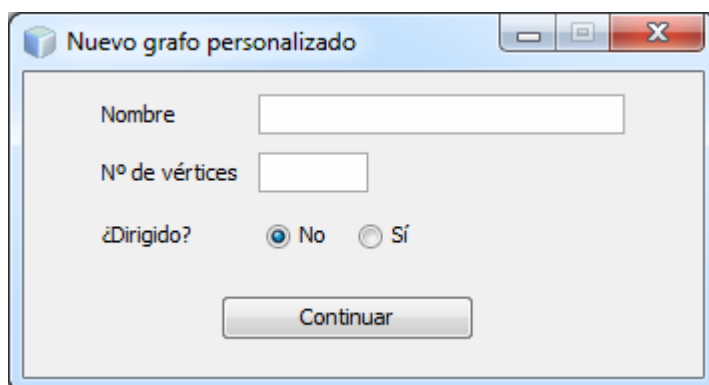 Nuevo grafo personalizado
Nombre
Nº de vértices
¿Dirigido? No Sí
Continuar